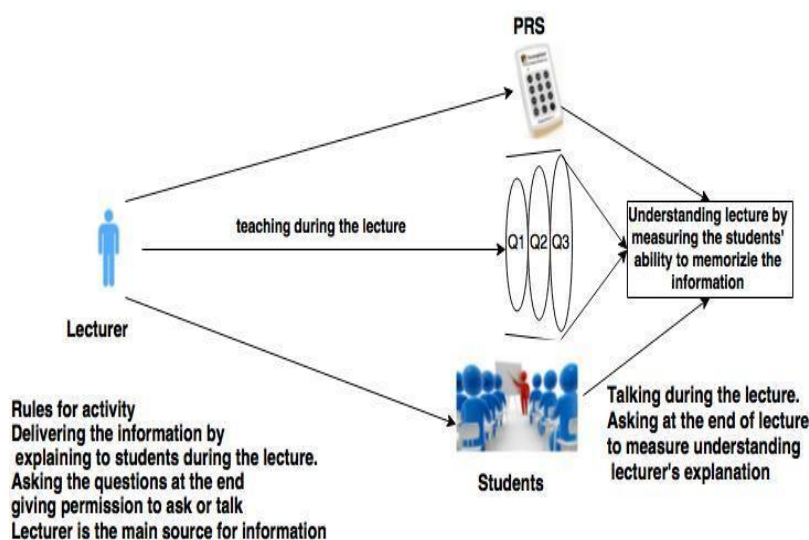 PRS
teaching during the lecture
Q1 Q2 Q3
Understanding lecture by
measuring the students'
ability to memorizie the
information
Lecturer
Rules for activity
Delivering the information by
explaining to students during the lecture.
Asking the questions at the end
giving permission to ask or talk
Lecturer is the main source for information
Students
Talking during the lecture.
Asking at the end of lecture
to measure understanding
lecturer's explanation